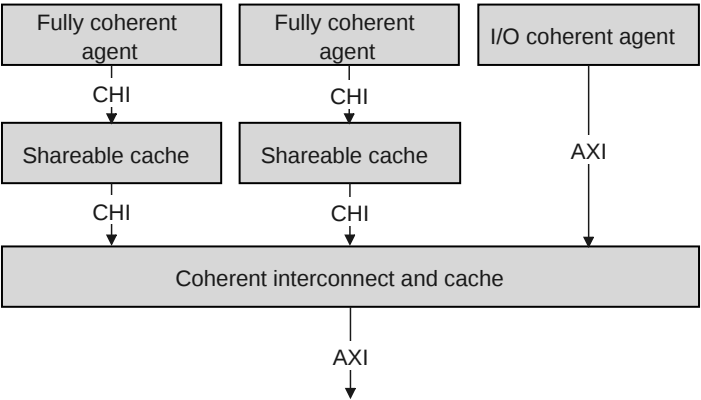 Fully coherent
agent
Fully coherent
agent
I/O coherent agent
CHI
CHI
AXI
Shareable cache
Shareable cache
CHI
CHI
Coherent interconnect and cache
AXI